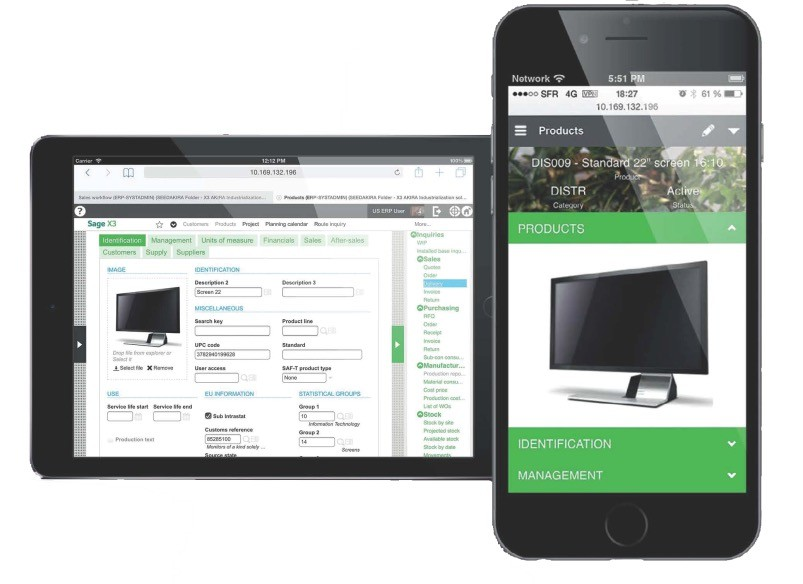 Carrier
12:12 PM
100%
10.169.132.196
Sales workflow (ERP-SYSTADMIN) [SEEDAKIRA Folder - X3 AKIRA Industrialization...
Products (ERP-SYSTADMIN) [SEEDAKIRA Folder - X3 AKIRA Industrialization sol...
US ERP User
Sage X3
Customers Products Project Planning calendar Route inquiry
More...
Identification Management Units of measure Financials Sales After-sales
Customers Supply Suppliers
IMAGE
Drop file from explorer or
Select it
Select file Remove
IDENTIFICATION
Description 2 Description 3
Screen 22
MISCELLANEOUS
Search key Product line
UPC code Standard
3782940199628
User access SAF-T product type
None
USE
Service life start Service life end
Production text
EU INFORMATION
Sub Intrastat
Customs reference
85285100
Monitors of a kind solely ...
Source state
STATISTICAL GROUPS
Group 1
10
Information Technology
Group 2
14
Screens
Inquiries
WIP
Installed base inqu...
Sales
Quotes
Order
Invoice
Return
Purchasing
RFQ
Order
Receipt
Invoice
Return
Sub-con consu...
Manufactur...
Production repo...
Material consu...
Cost price
Production cost...
List of WOs
Stock
Stock by site
Projected stock
Available stock
Stock by date
Movements
Network
5:51 PM
SFR 4G VPN 18:27 61 %
10.169.132.196
Products
DIS009 - Standard 22" screen 16:10
Product
DISTR Active
Category Status
PRODUCTS
IDENTIFICATION
MANAGEMENT